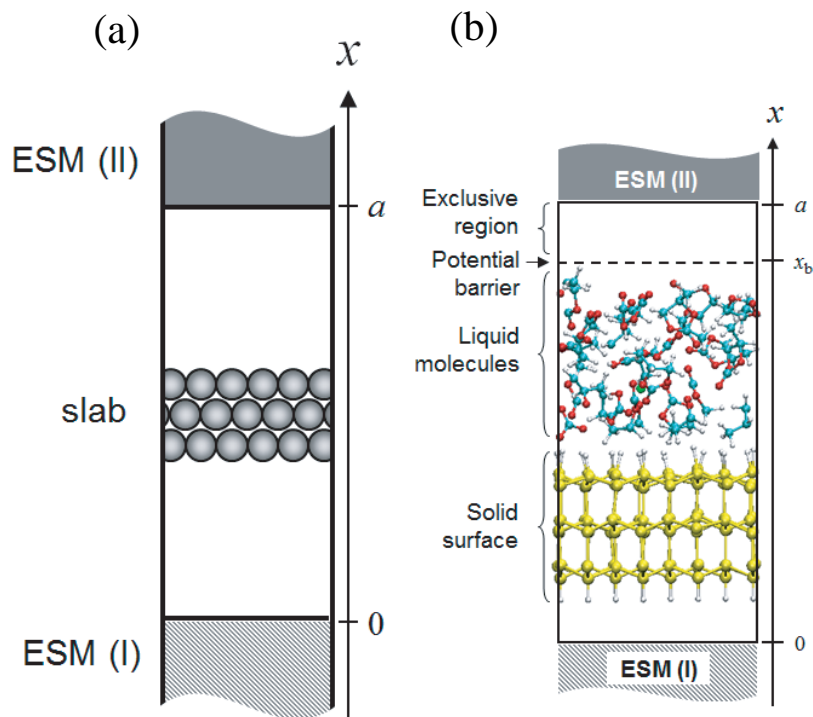 (a)
x
ESM (II)
a
slab
0
ESM (I)
(b)
x
ESM (II)
a
Exclusive
region
Potential
barrier
x_b
Liquid
molecules
Solid
surface
0
ESM (I)